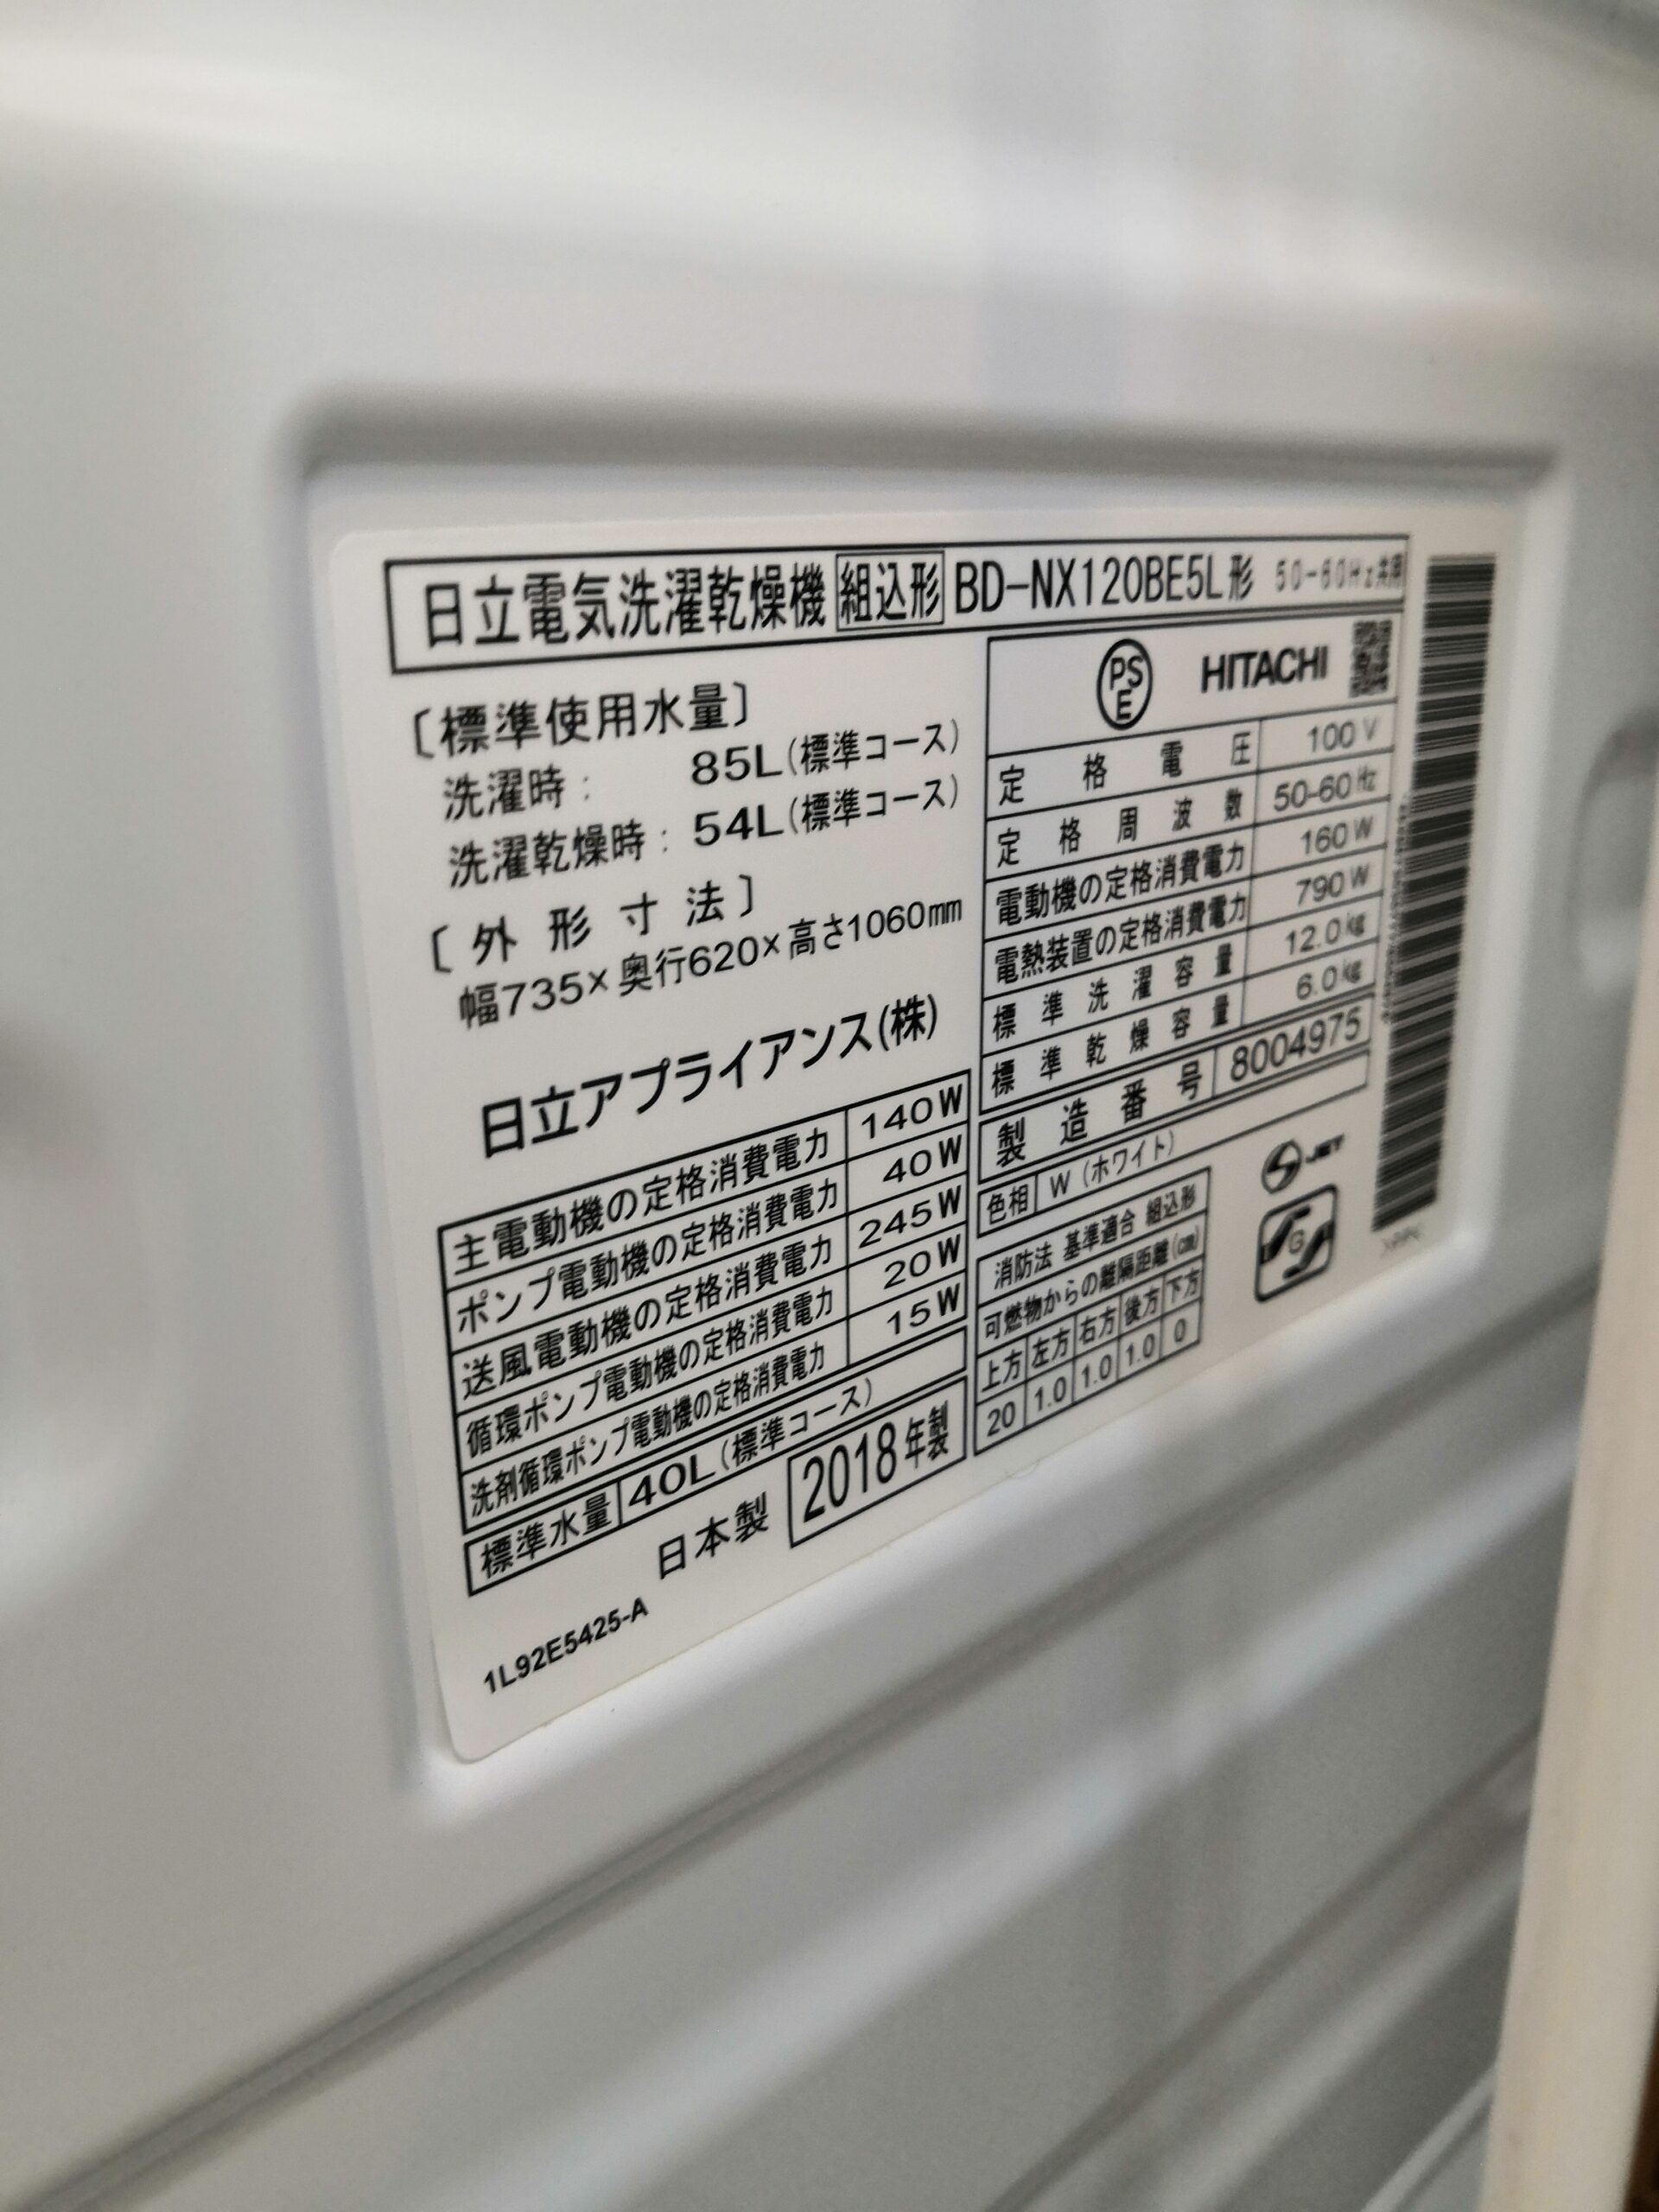 日立電気洗濯乾燥機 組込形 BD-NX120BE5L形 50-60Hz共用
〔標準使用水量〕
洗濯時： 85L(標準コース)
洗濯乾燥時：54L(標準コース)
〔外形寸法〕
幅735×奥行620×高さ1060mm
日立アプライアンス(株)
主電動機の定格消費電力 140W
ポンプ電動機の定格消費電力 40W
送風電動機の定格消費電力 245W
循環ポンプ電動機の定格消費電力 20W
洗剤循環ポンプ電動機の定格消費電力 15W
標準水量 40L(標準コース)
日本製 2018年製
1L92E5425-A
PSE HITACHI
定格電圧 100V
定格周波数 50-60Hz
電動機の定格消費電力 160W
電熱装置の定格消費電力 790W
標準洗濯容量 12.0kg
標準乾燥容量 6.0kg
製造番号 8004975
色相 W(ホワイト)
消防法 基準適合 組込形
可燃物からの離隔距離(cm)
上方 左方 右方 後方 下方
20 1.0 1.0 1.0 0
JET
G